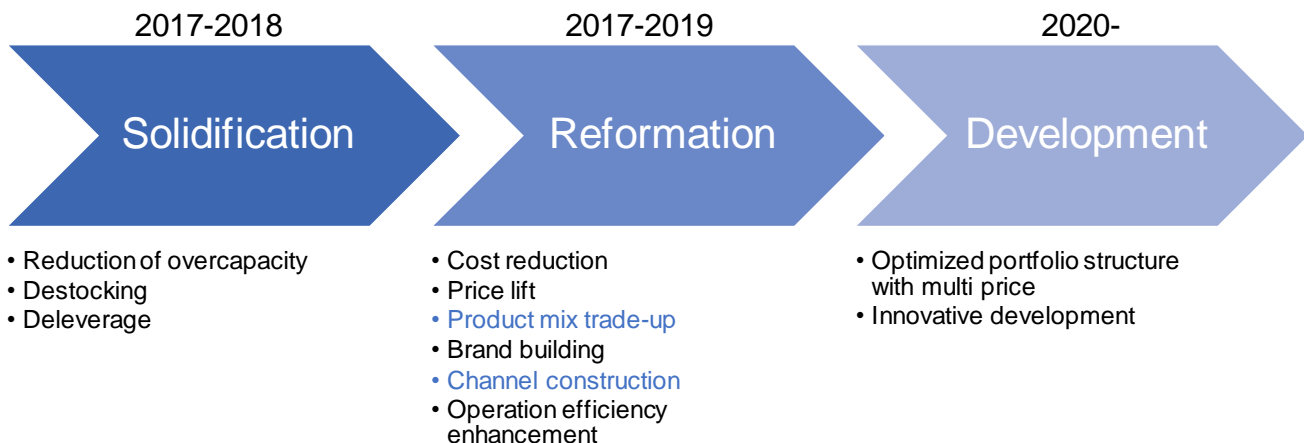 2017-2018
Solidification
• Reduction of overcapacity
• Destocking
• Deleverage
2017-2019
Reformation
• Cost reduction
• Price lift
• Product mix trade-up
• Brand building
• Channel construction
• Operation efficiency
enhancement
2020-
Development
• Optimized portfolio structure
with multi price
• Innovative development